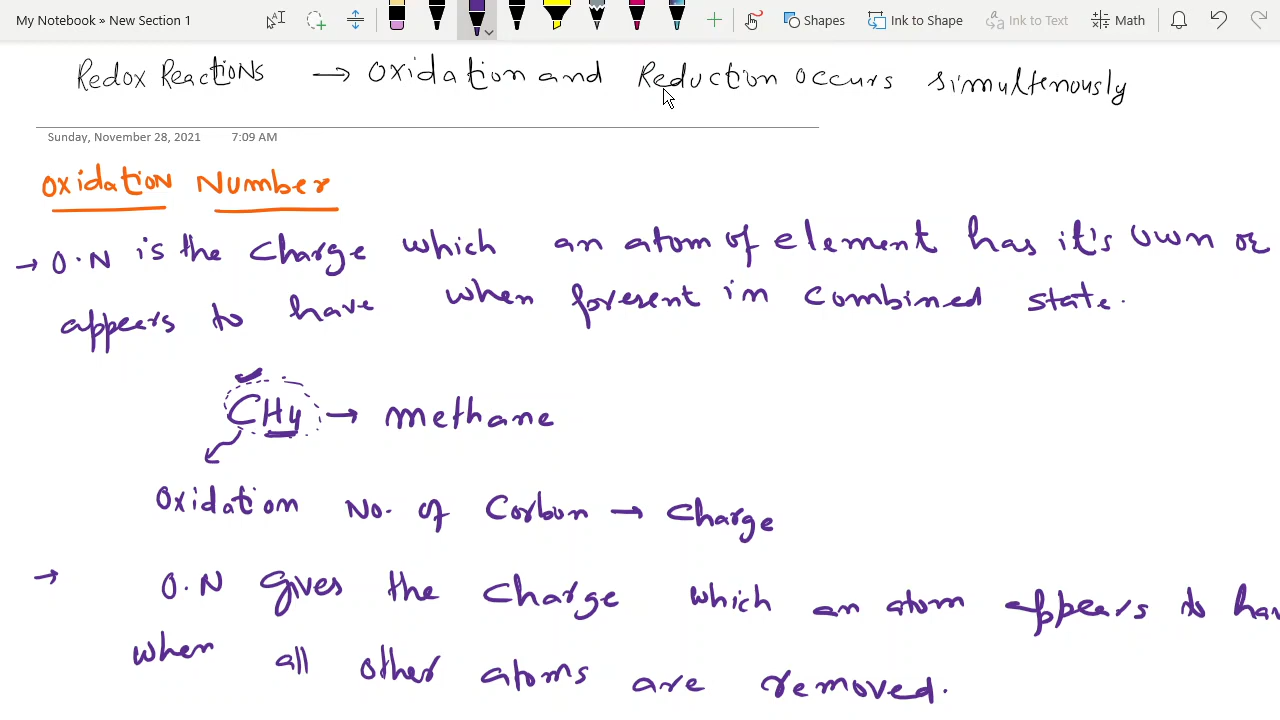 My Notebook » New Section 1
Shapes
Ink to Shape
Ink to Text
Math
Redox Reactions → Oxidation and Reduction occurs simultenously
Sunday, November 28, 2021 7:09 AM
Oxidation Number
→ O.N is the charge which an atom of element has it's own or
appears to have when present in combined state.
CH4 → methane
Oxidation No. of Carbon → charge
→ O.N gives the charge which an atom appears to hav
when all other atoms are removed.